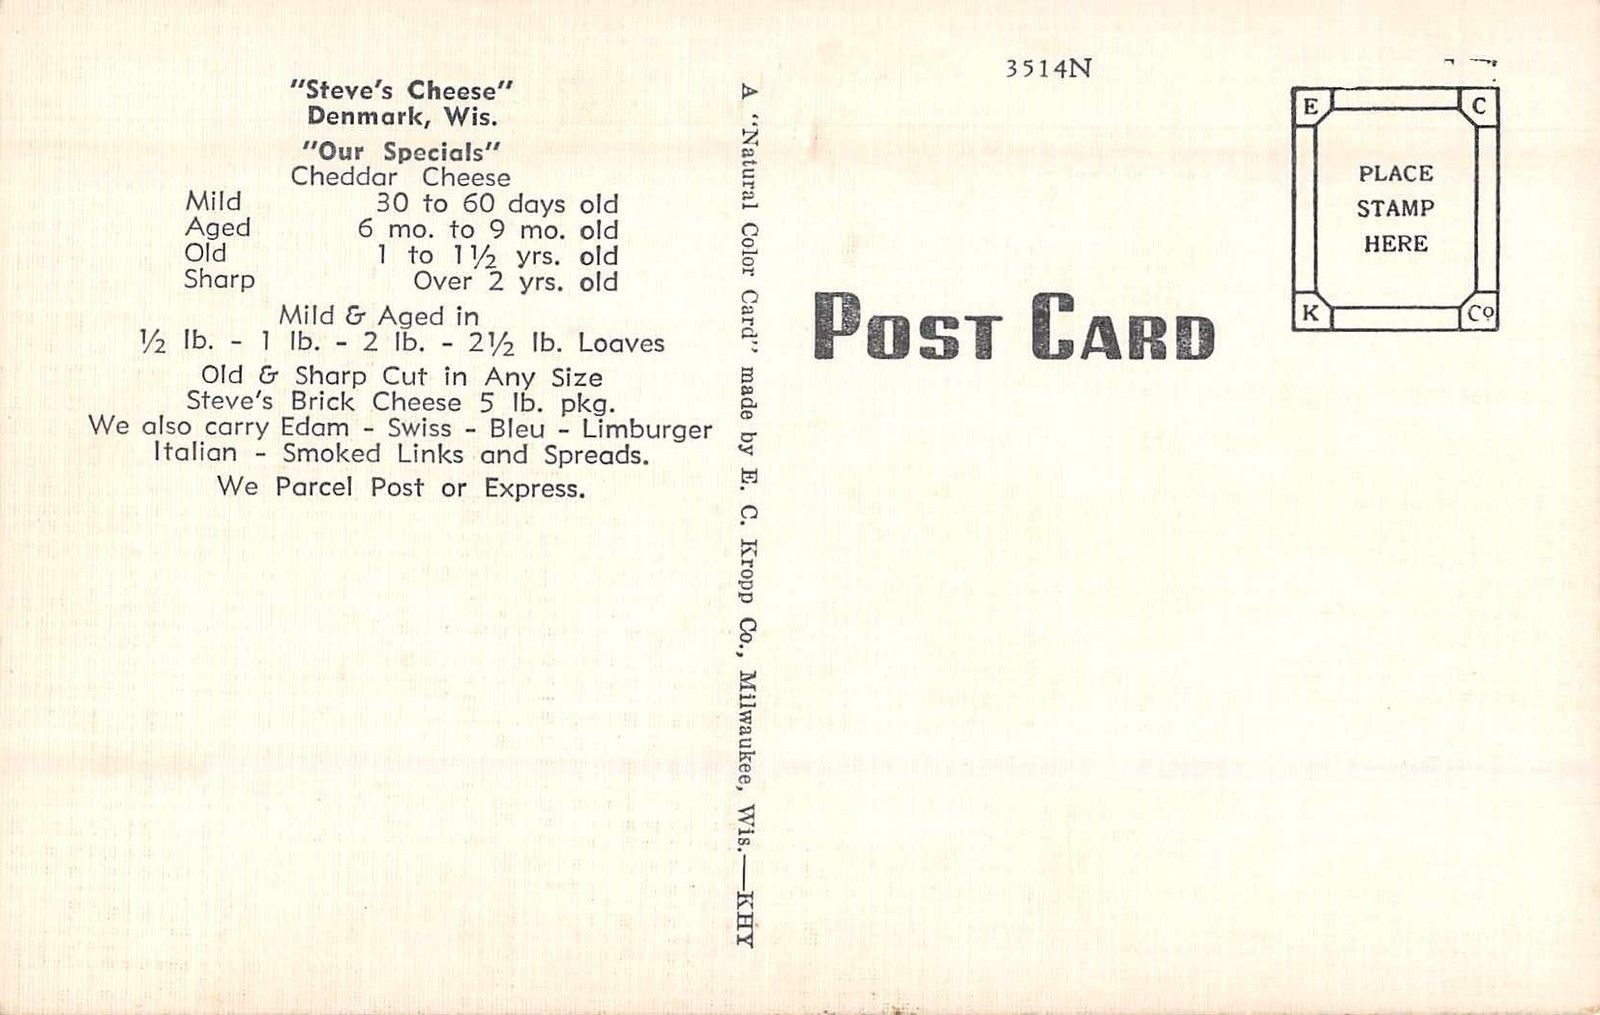 "Steve's Cheese"
Denmark, Wis.
"Our Specials"
Cheddar Cheese
Mild 30 to 60 days old
Aged 6 mo. to 9 mo. old
Old 1 to 1½ yrs. old
Sharp Over 2 yrs. old
Mild & Aged in
½ lb. - 1 lb. - 2 lb. - 2½ lb. Loaves
Old & Sharp Cut in Any Size
Steve's Brick Cheese 5 lb. pkg.
We also carry Edam - Swiss - Bleu - Limburger
Italian - Smoked Links and Spreads.
We Parcel Post or Express.
A "Natural Color Card" made by E. C. Kropp Co., Milwaukee, Wis.—KHY
3514N
POST CARD
E C
PLACE
STAMP
HERE
K Co